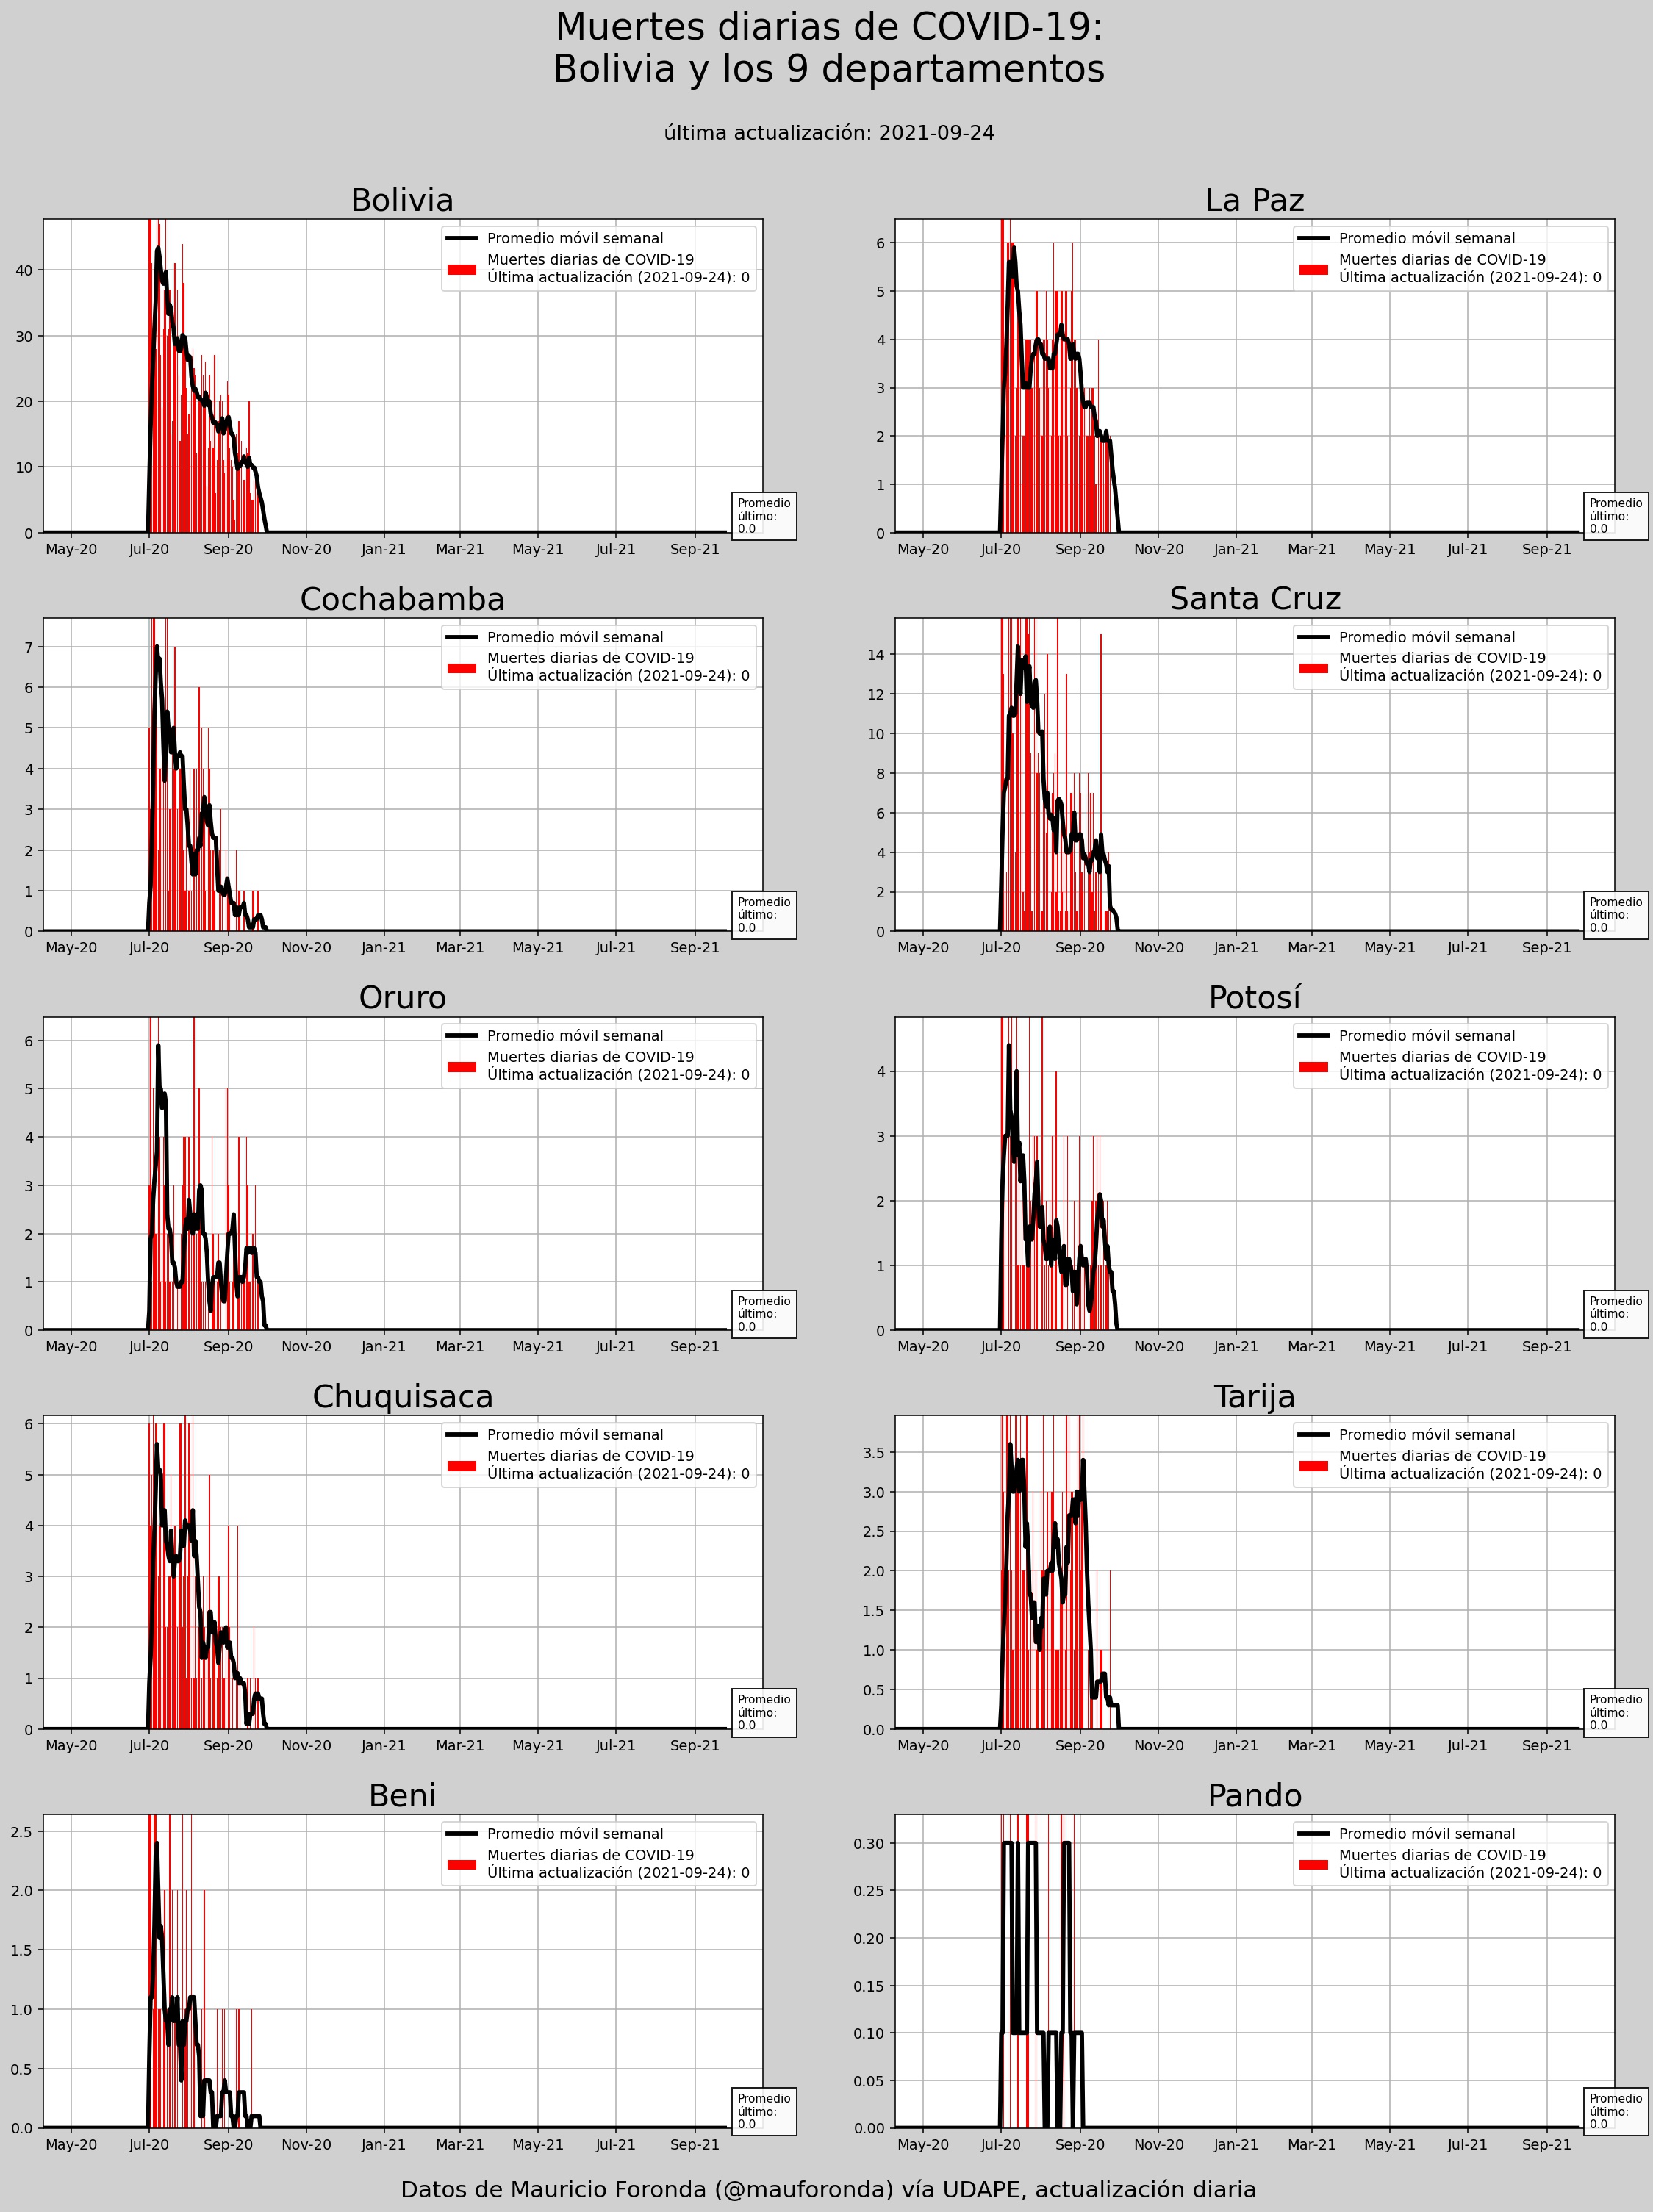 Muertes diarias de COVID-19:
Bolivia y los 9 departamentos
última actualización: 2021-09-24
Bolivia
Promedio móvil semanal
Muertes diarias de COVID-19
Última actualización (2021-09-24): 0
40
30
20
10
0
Promedio
último:
0.0
May-20 Jul-20 Sep-20 Nov-20 Jan-21 Mar-21 May-21 Jul-21 Sep-21
La Paz
Promedio móvil semanal
Muertes diarias de COVID-19
Última actualización (2021-09-24): 0
6
5
4
3
2
1
0
Promedio
último:
0.0
May-20 Jul-20 Sep-20 Nov-20 Jan-21 Mar-21 May-21 Jul-21 Sep-21
Cochabamba
Promedio móvil semanal
Muertes diarias de COVID-19
Última actualización (2021-09-24): 0
7
6
5
4
3
2
1
0
Promedio
último:
0.0
May-20 Jul-20 Sep-20 Nov-20 Jan-21 Mar-21 May-21 Jul-21 Sep-21
Santa Cruz
Promedio móvil semanal
Muertes diarias de COVID-19
Última actualización (2021-09-24): 0
14
12
10
8
6
4
2
0
Promedio
último:
0.0
May-20 Jul-20 Sep-20 Nov-20 Jan-21 Mar-21 May-21 Jul-21 Sep-21
Oruro
Promedio móvil semanal
Muertes diarias de COVID-19
Última actualización (2021-09-24): 0
6
5
4
3
2
1
0
Promedio
último:
0.0
May-20 Jul-20 Sep-20 Nov-20 Jan-21 Mar-21 May-21 Jul-21 Sep-21
Potosí
Promedio móvil semanal
Muertes diarias de COVID-19
Última actualización (2021-09-24): 0
4
3
2
1
0
Promedio
último:
0.0
May-20 Jul-20 Sep-20 Nov-20 Jan-21 Mar-21 May-21 Jul-21 Sep-21
Chuquisaca
Promedio móvil semanal
Muertes diarias de COVID-19
Última actualización (2021-09-24): 0
6
5
4
3
2
1
0
Promedio
último:
0.0
May-20 Jul-20 Sep-20 Nov-20 Jan-21 Mar-21 May-21 Jul-21 Sep-21
Tarija
Promedio móvil semanal
Muertes diarias de COVID-19
Última actualización (2021-09-24): 0
3.5
3.0
2.5
2.0
1.5
1.0
0.5
0.0
Promedio
último:
0.0
May-20 Jul-20 Sep-20 Nov-20 Jan-21 Mar-21 May-21 Jul-21 Sep-21
Beni
Promedio móvil semanal
Muertes diarias de COVID-19
Última actualización (2021-09-24): 0
2.5
2.0
1.5
1.0
0.5
0.0
Promedio
último:
0.0
May-20 Jul-20 Sep-20 Nov-20 Jan-21 Mar-21 May-21 Jul-21 Sep-21
Pando
Promedio móvil semanal
Muertes diarias de COVID-19
Última actualización (2021-09-24): 0
0.30
0.25
0.20
0.15
0.10
0.05
0.00
Promedio
último:
0.0
May-20 Jul-20 Sep-20 Nov-20 Jan-21 Mar-21 May-21 Jul-21 Sep-21
Datos de Mauricio Foronda (@mauforonda) vía UDAPE, actualización diaria